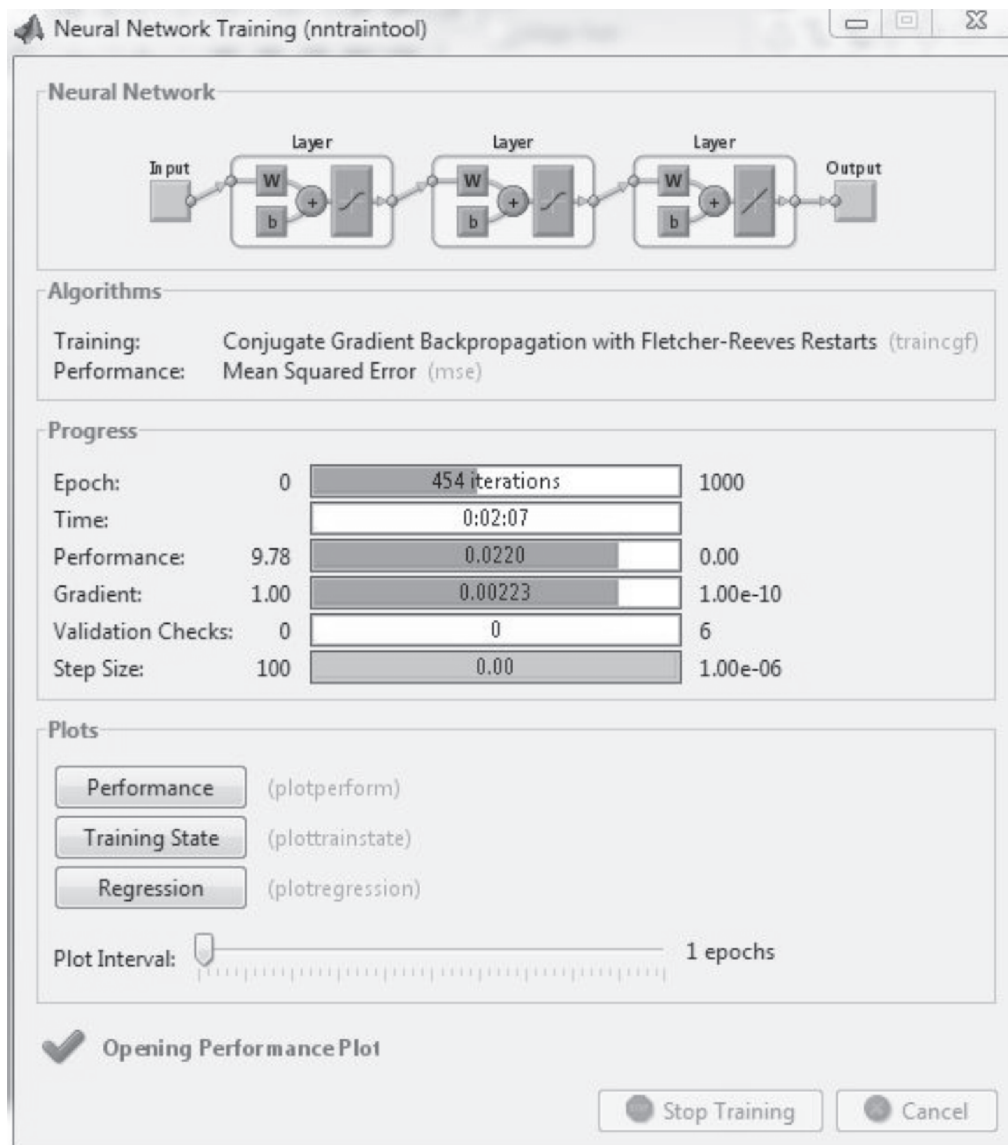 Neural Network Training (nntraintool)
Neural Network
Layer Layer Layer
Input Output
W W W
+ + +
b b b
Algorithms
Training: Conjugate Gradient Backpropagation with Fletcher-Reeves Restarts (traincgf)
Performance: Mean Squared Error (mse)
Progress
Epoch: 0 454 iterations 1000
Time: 0:02:07
Performance: 9.78 0.0220 0.00
Gradient: 1.00 0.00223 1.00e-10
Validation Checks: 0 0 6
Step Size: 100 0.00 1.00e-06
Plots
Performance (plotperform)
Training State (plottrainstate)
Regression (plotregression)
Plot Interval: 1 epochs
Opening Performance Plot
Stop Training Cancel